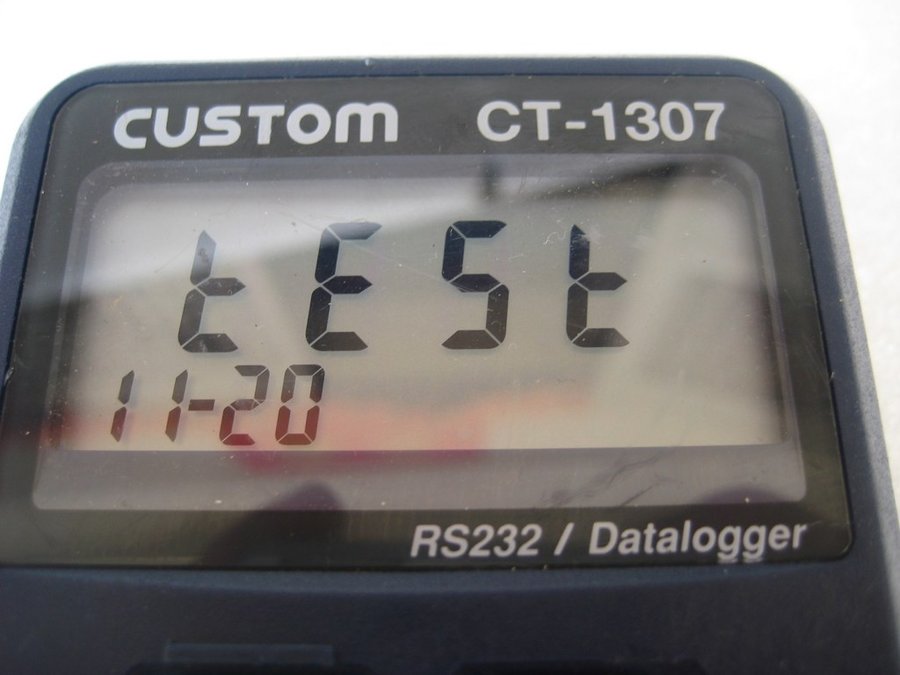 CUSTOM CT-1307
tESt
11-20
RS232 / Datalogger